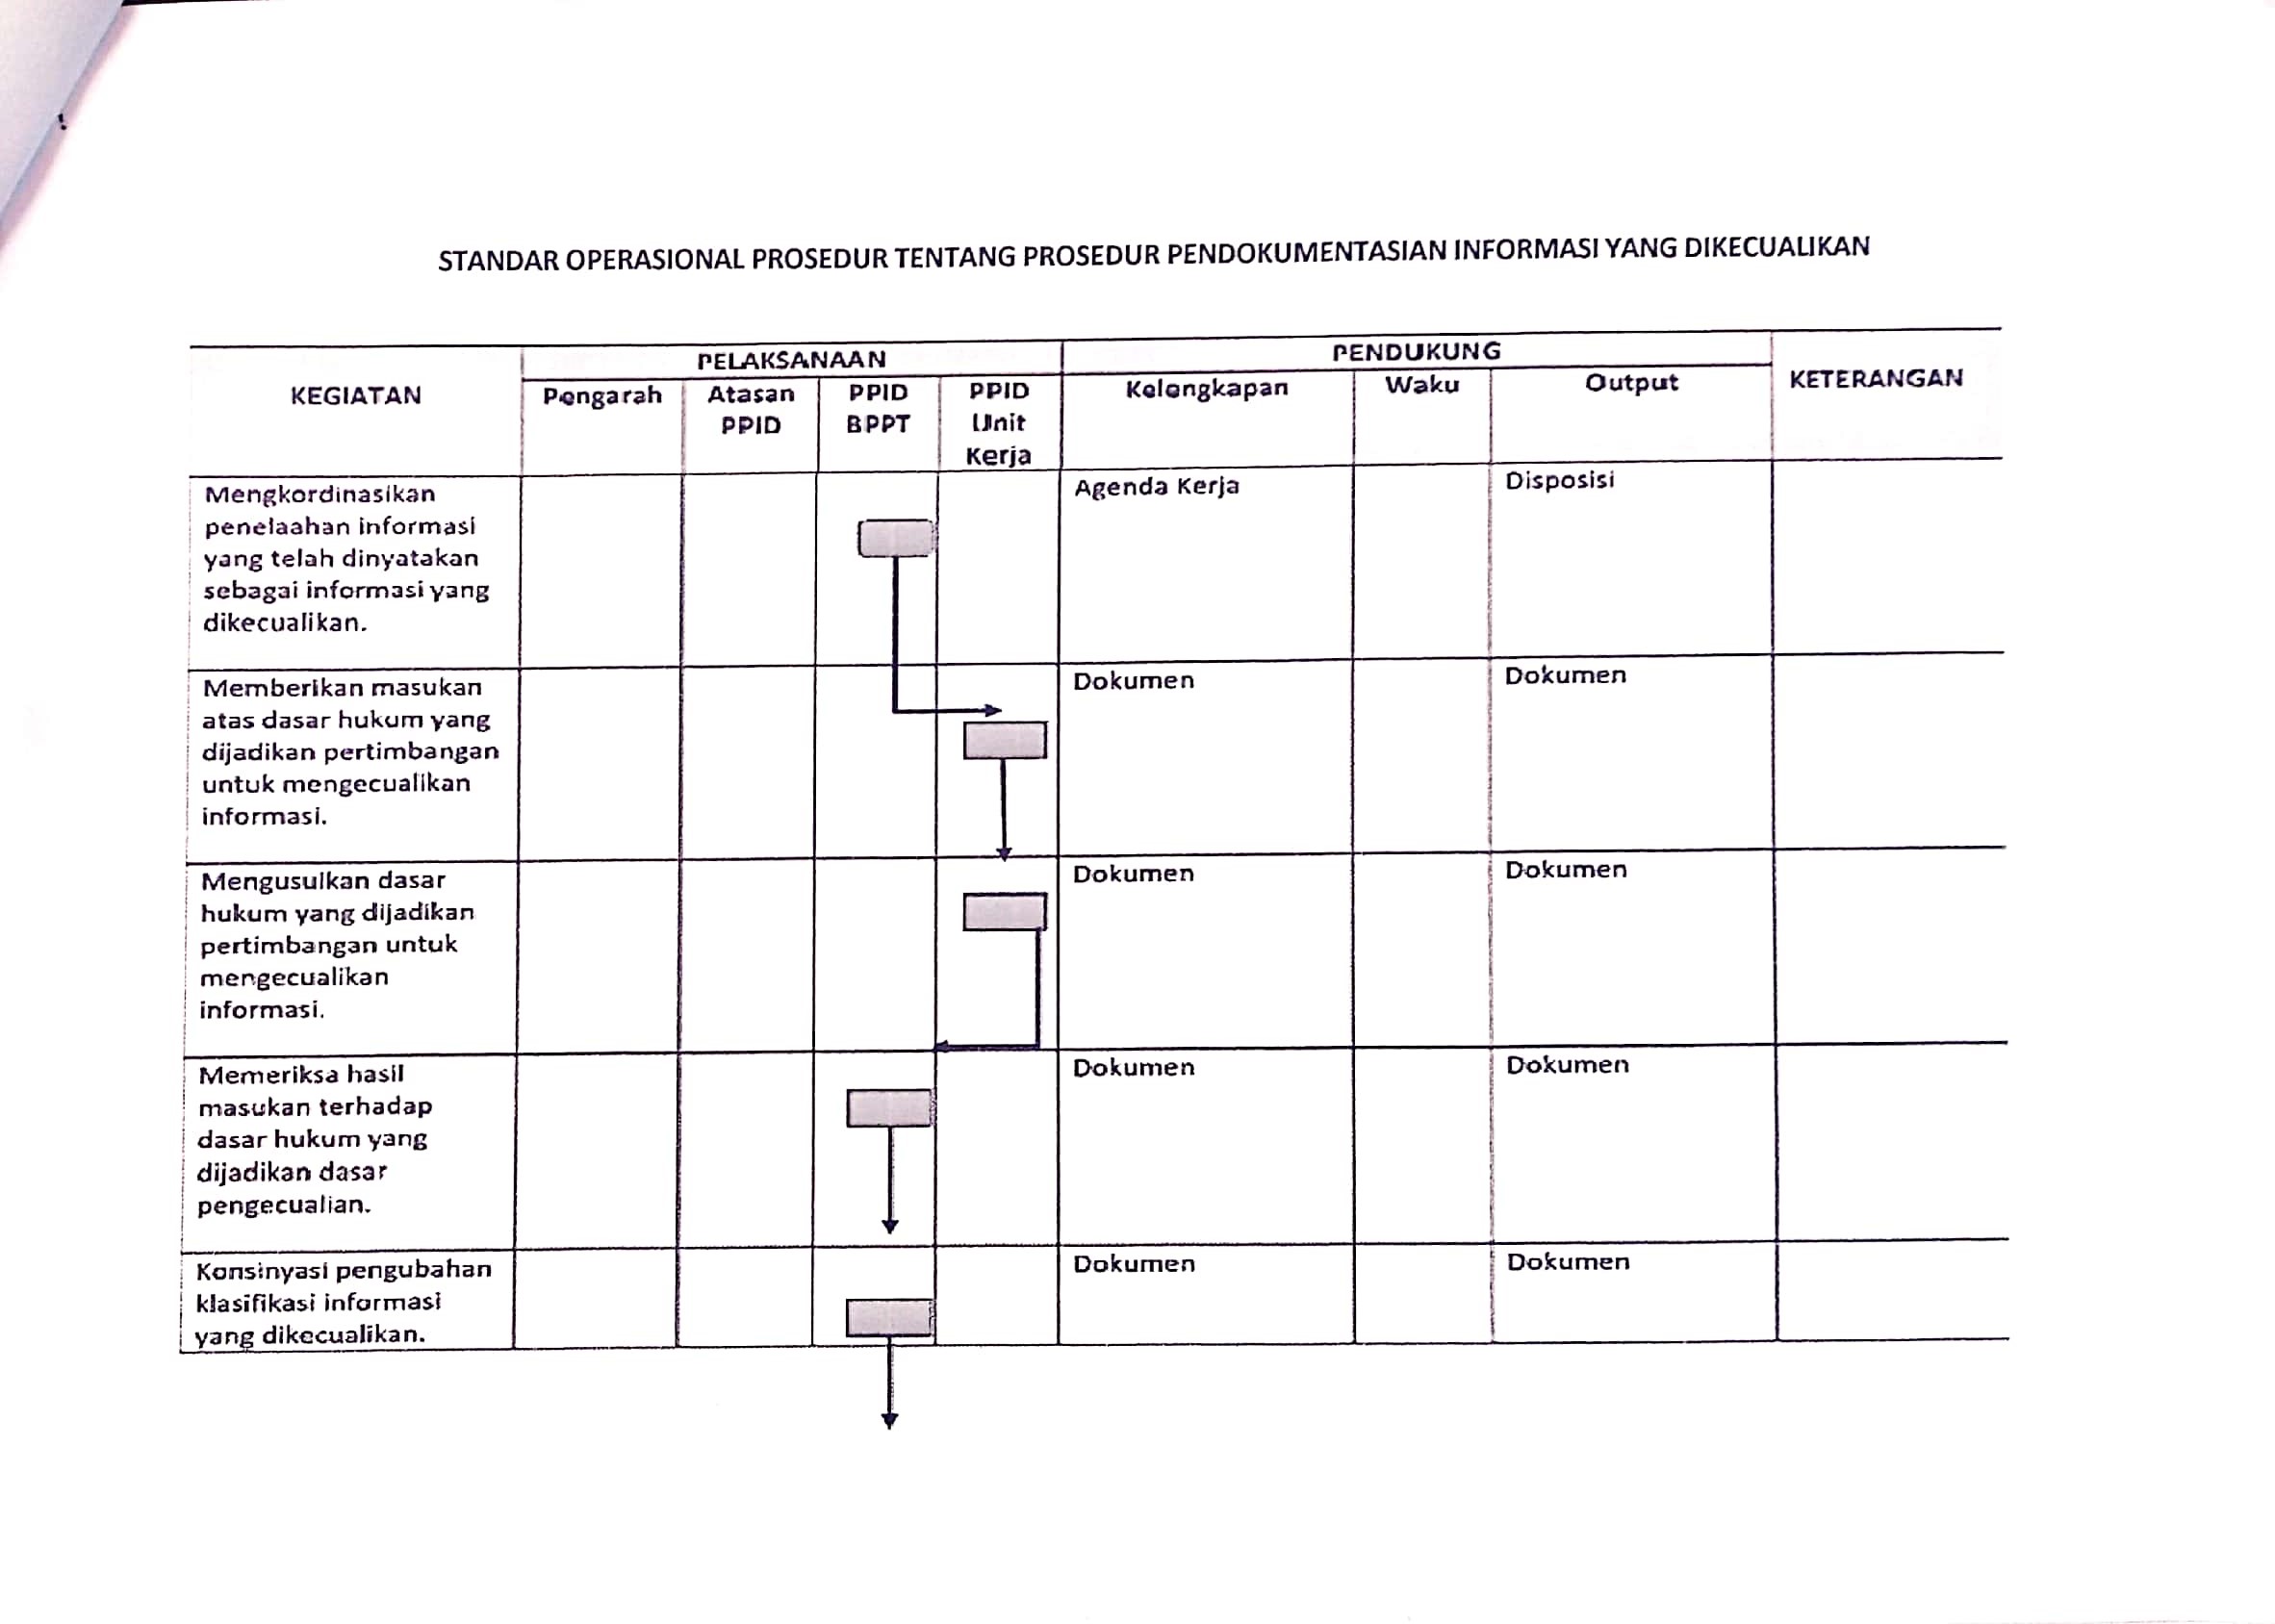 STANDAR OPERASIONAL PROSEDUR TENTANG PROSEDUR PENDOKUMENTASIAN INFORMASI YANG DIKECUALIKAN
KEGIATAN
PELAKSANAAN
PENDUKUNG
KETERANGAN
Pengarah
Atasan
PPID
PPID
BPPT
PPID
Unit
Kerja
Kelengkapan
Waku
Output
Mengkordinasikan
penelaahan informasi
yang telah dinyatakan
sebagai informasi yang
dikecualikan.
Agenda Kerja
Disposisi
Memberikan masukan
atas dasar hukum yang
dijadikan pertimbangan
untuk mengecualikan
informasi.
Dokumen
Dokumen
Mengusulkan dasar
hukum yang dijadikan
pertimbangan untuk
mengecualikan
informasi.
Dokumen
Dokumen
Memeriksa hasil
masukan terhadap
dasar hukum yang
dijadikan dasar
pengecualian.
Dokumen
Dokumen
Konsinyasi pengubahan
klasifikasi informasi
yang dikecualikan.
Dokumen
Dokumen